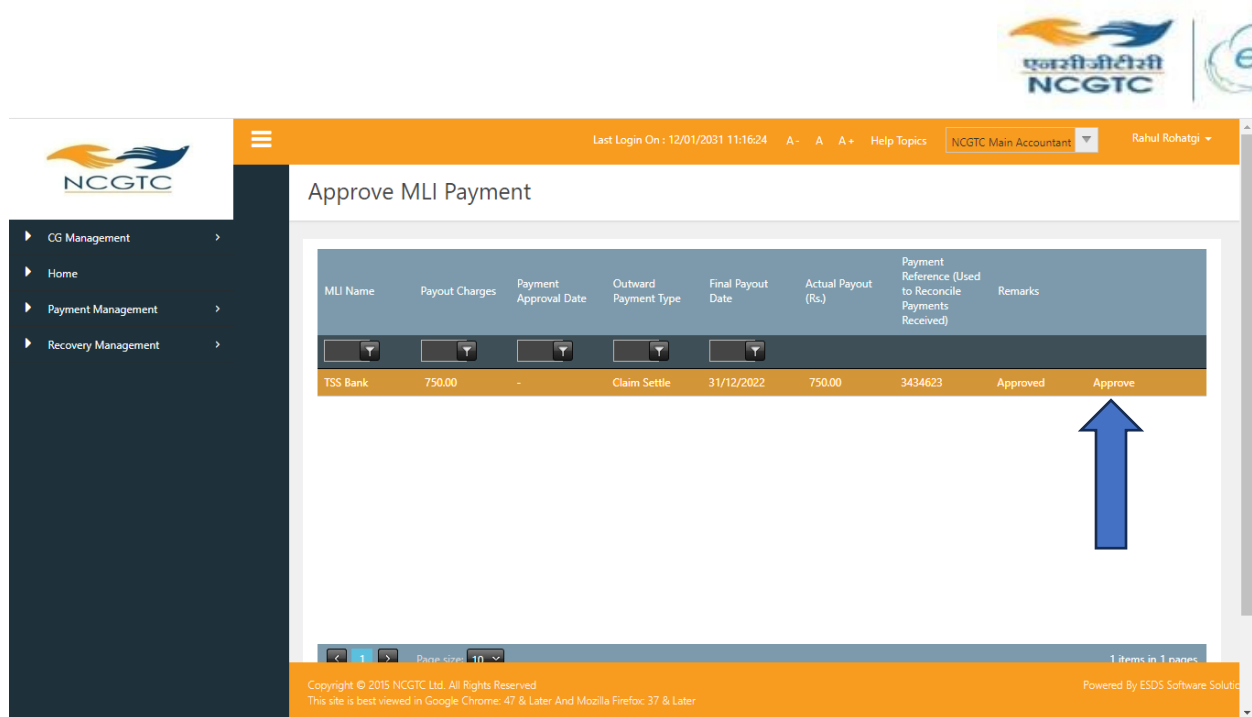 एनसीजीटीसी
NCGTC
e
NCGTC
Last Login On : 12/01/2031 11:16:24 A- A A+ Help Topics NCGTC Main Accountant Rahul Rohatgi
Approve MLI Payment
CG Management
Home
Payment Management
Recovery Management
MLI Name
Payout Charges
Payment
Approval Date
Outward
Payment Type
Final Payout
Date
Actual Payout
(Rs.)
Payment
Reference (Used
to Reconcile
Payments
Received)
Remarks
TSS Bank 750.00 - Claim Settle 31/12/2022 750.00 3434623 Approved Approve
1 Page size: 10 1 items in 1 pages
Copyright © 2015 NCGTC Ltd. All Rights Reserved
This site is best viewed in Google Chrome: 47 & Later And Mozilla Firefox: 37 & Later
Powered By ESDS Software Solutic